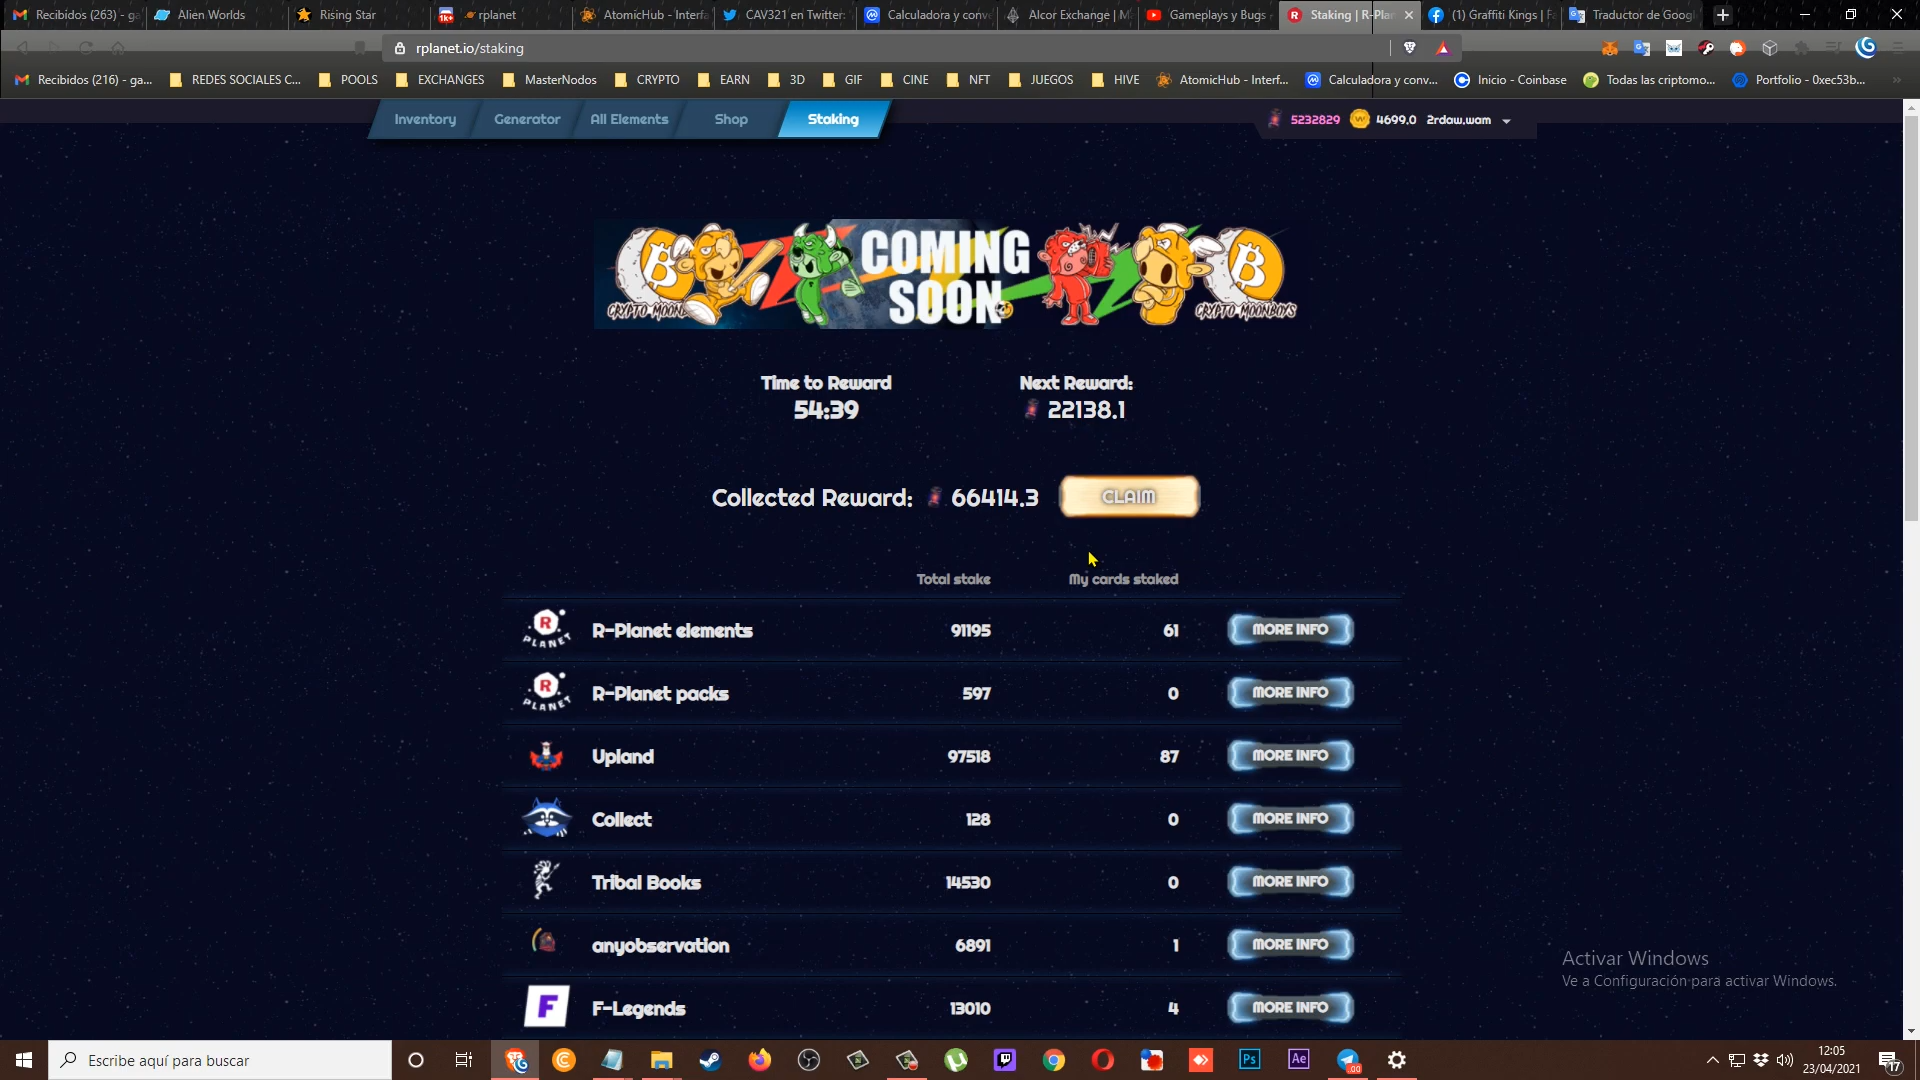 Recibidos (263) - ga
Alien Worlds
Rising Star
rplanet
AtomicHub - Interfa
CAV321 en Twitter:
Calculadora y conve
Alcor Exchange | M
Gameplays y Bugs
Staking | R-Plan
(1) Graffiti Kings | F
Traductor de Googl
rplanet.io/staking
Recibidos (216) - ga...
REDES SOCIALES C...
POOLS
EXCHANGES
MasterNodos
CRYPTO
EARN
3D
GIF
CINE
NFT
JUEGOS
HIVE
AtomicHub - Interf...
Calculadora y conv...
Inicio - Coinbase
Todas las criptomo...
Portfolio - 0xec53b...
Inventory
Generator
All Elements
Shop
Staking
5232829
4699.0
2rdaw.wam
COMING
SOON
CRYPTO MOONBOYS
Time to Reward
54:39
Next Reward:
22138.1
Collected Reward: 66414.3
CLAIM
Total stake
My cards staked
R-Planet elements 91195 61 MORE INFO
R-Planet packs 597 0 MORE INFO
Upland 97518 87 MORE INFO
Collect 128 0 MORE INFO
Tribal Books 14530 0 MORE INFO
anyobservation 6891 1 MORE INFO
F-Legends 13010 4 MORE INFO
Activar Windows
Ve a Configuración para activar Windows.
Escribe aquí para buscar
12:05
23/04/2021
17